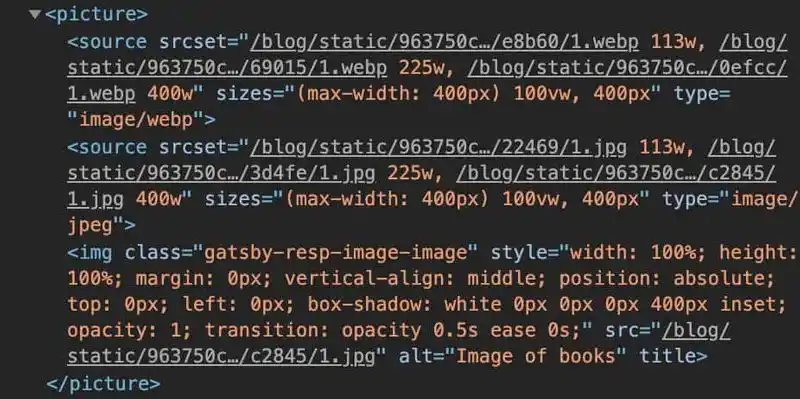 ▼<picture>
<source srcset="/blog/static/963750c…/e8b60/1.webp 113w, /blog/
static/963750c…/69015/1.webp 225w, /blog/static/963750c…/0efcc/
1.webp 400w" sizes="(max-width: 400px) 100vw, 400px" type=
"image/webp">
<source srcset="/blog/static/963750c…/22469/1.jpg 113w, /blog/
static/963750c…/3d4fe/1.jpg 225w, /blog/static/963750c…/c2845/
1.jpg 400w" sizes="(max-width: 400px) 100vw, 400px" type="image/
jpeg">
<img class="gatsby-resp-image-image" style="width: 100%; height:
100%; margin: 0px; vertical-align: middle; position: absolute;
top: 0px; left: 0px; box-shadow: white 0px 0px 0px 400px inset;
opacity: 1; transition: opacity 0.5s ease 0s;" src="/blog/
static/963750c…/c2845/1.jpg" alt="Image of books" title>
</picture>